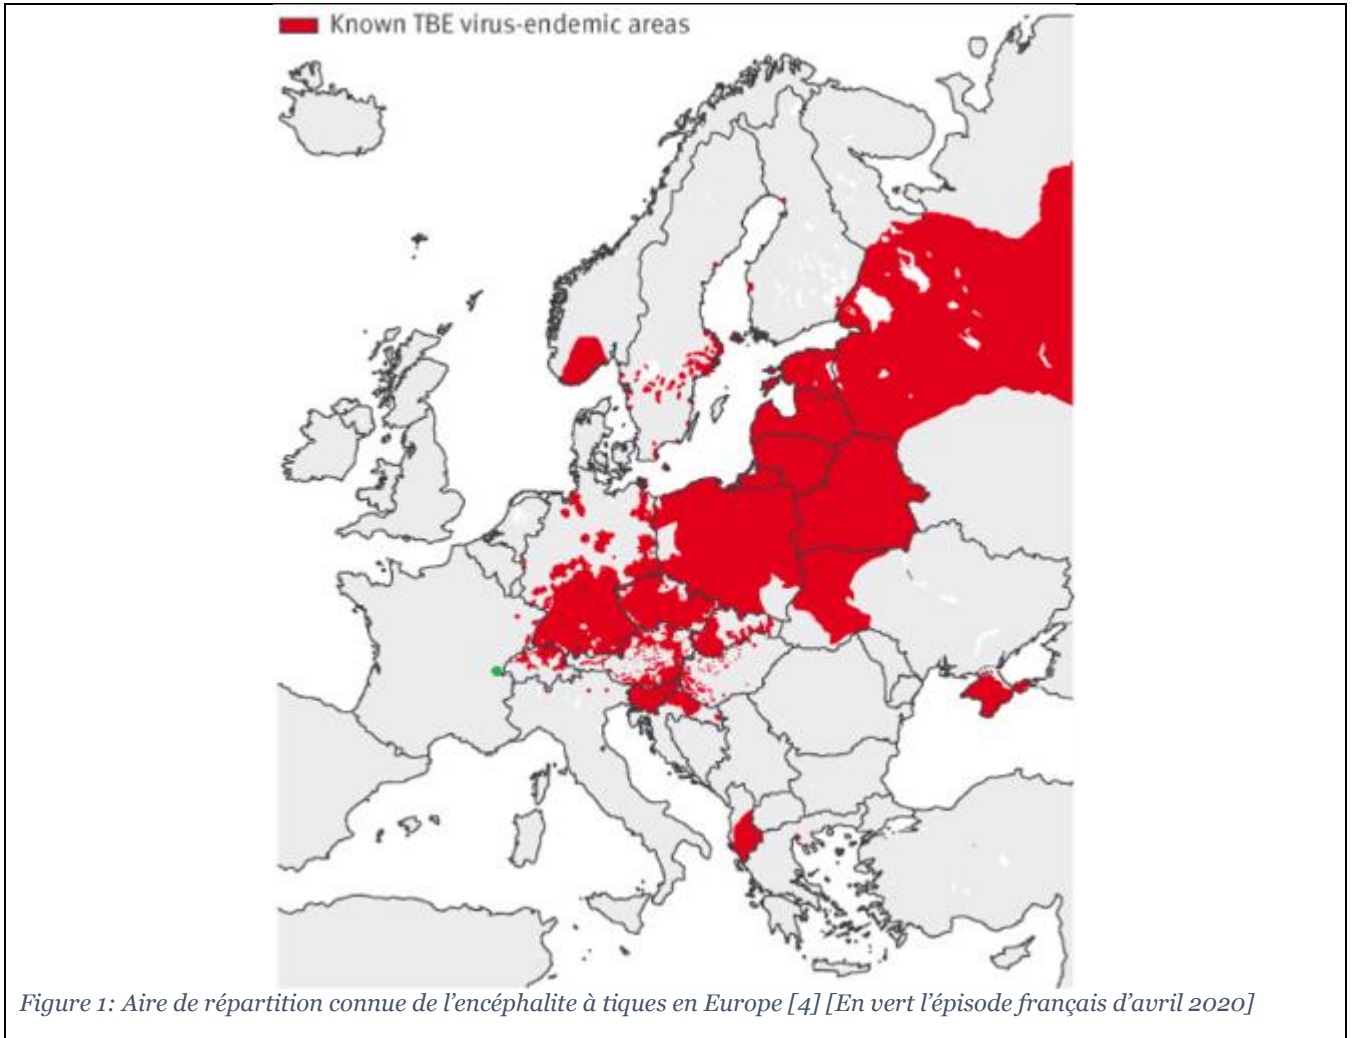 Known TBE virus-endemic areas
Figure 1: Aire de répartition connue de l’encéphalite à tiques en Europe [4] [En vert l’épisode français d’avril 2020]